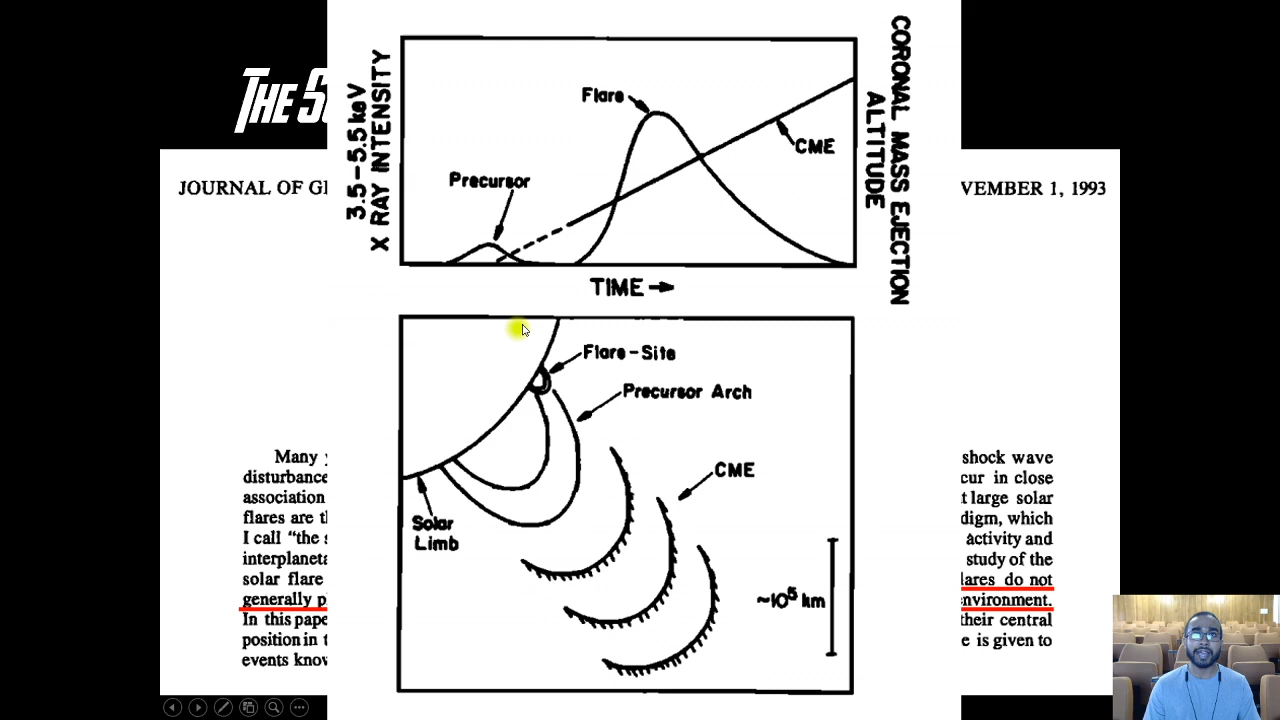 THE S
JOURNAL OF G
VEMBER 1, 1993
3.5-5.5 keV
X RAY INTENSITY
CORONAL MASS EJECTION
ALTITUDE
Flare
CME
Precursor
TIME
Flare-Site
Precursor Arch
CME
Solar
Limb
~10⁵ km
Many
disturbance
association
flares are th
I call "the s
interplaneta
solar flare
generally p
In this pape
position in t
events know
shock wave
cur in close
t large solar
digm, which
activity and
study of the
lares do not
nvironment.
their central
e is given to